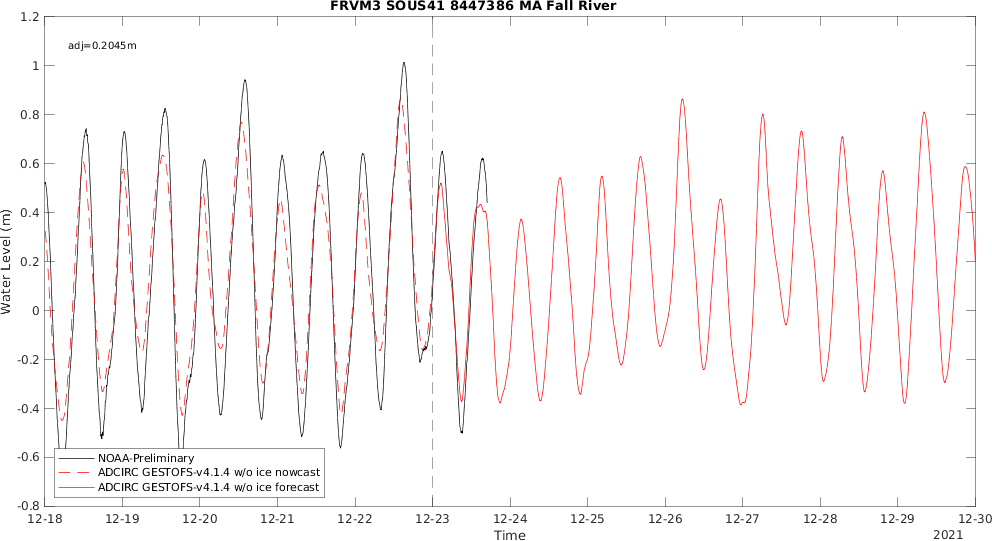 FRVM3 SOUS41 8447386 MA Fall River
adj=0.2045m
Water Level (m)
1.2
1
0.8
0.6
0.4
0.2
0
-0.2
-0.4
-0.6
-0.8
NOAA-Preliminary
ADCIRC GESTOFS-v4.1.4 w/o ice nowcast
ADCIRC GESTOFS-v4.1.4 w/o ice forecast
12-18 12-19 12-20 12-21 12-22 12-23 12-24 12-25 12-26 12-27 12-28 12-29 12-30
Time
2021